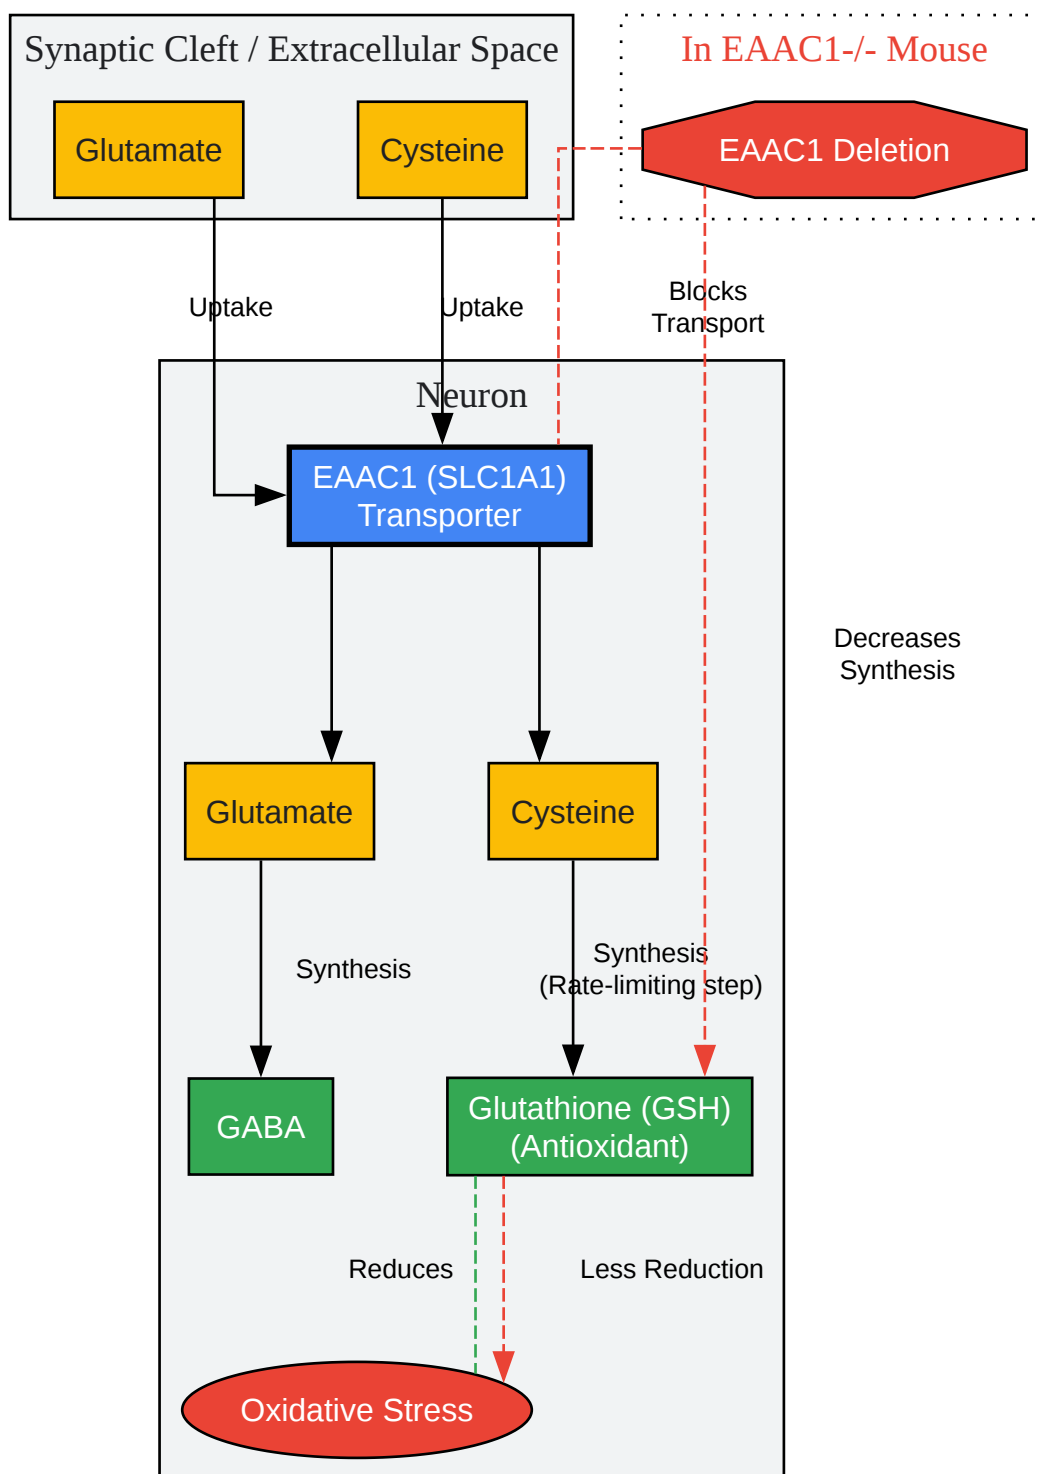 Synaptic Cleft / Extracellular Space
In EAAC1-/- Mouse
Glutamate
Cysteine
EAAC1 Deletion
Uptake
Uptake
Blocks
Transport
Neuron
EAAC1 (SLC1A1)
Transporter
Decreases
Synthesis
Glutamate
Cysteine
Synthesis
Synthesis
(Rate-limiting step)
GABA
Glutathione (GSH)
(Antioxidant)
Reduces
Less Reduction
Oxidative Stress